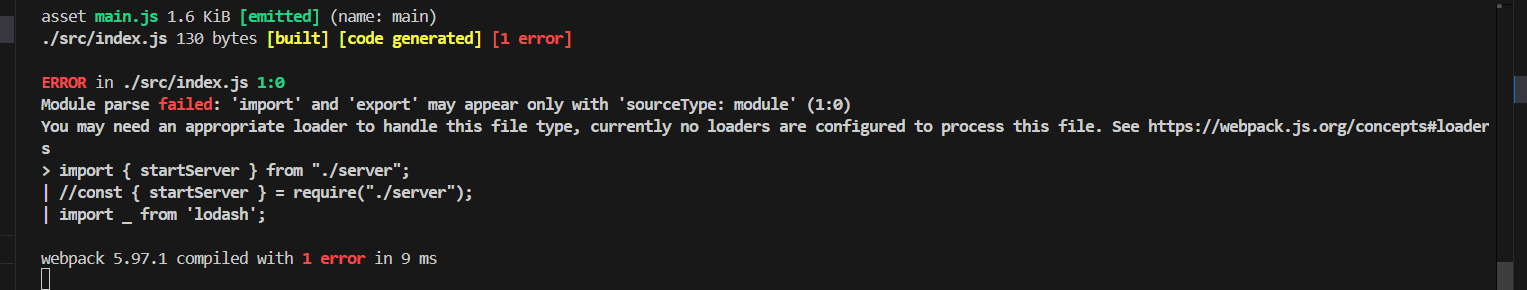 asset main.js 1.6 KiB [emitted] (name: main)
./src/index.js 130 bytes [built] [code generated] [1 error]
ERROR in ./src/index.js 1:0
Module parse failed: 'import' and 'export' may appear only with 'sourceType: module' (1:0)
You may need an appropriate loader to handle this file type, currently no loaders are configured to process this file. See https://webpack.js.org/concepts#loader
s
> import { startServer } from "./server";
| //const { startServer } = require("./server");
| import _ from 'lodash';
webpack 5.97.1 compiled with 1 error in 9 ms